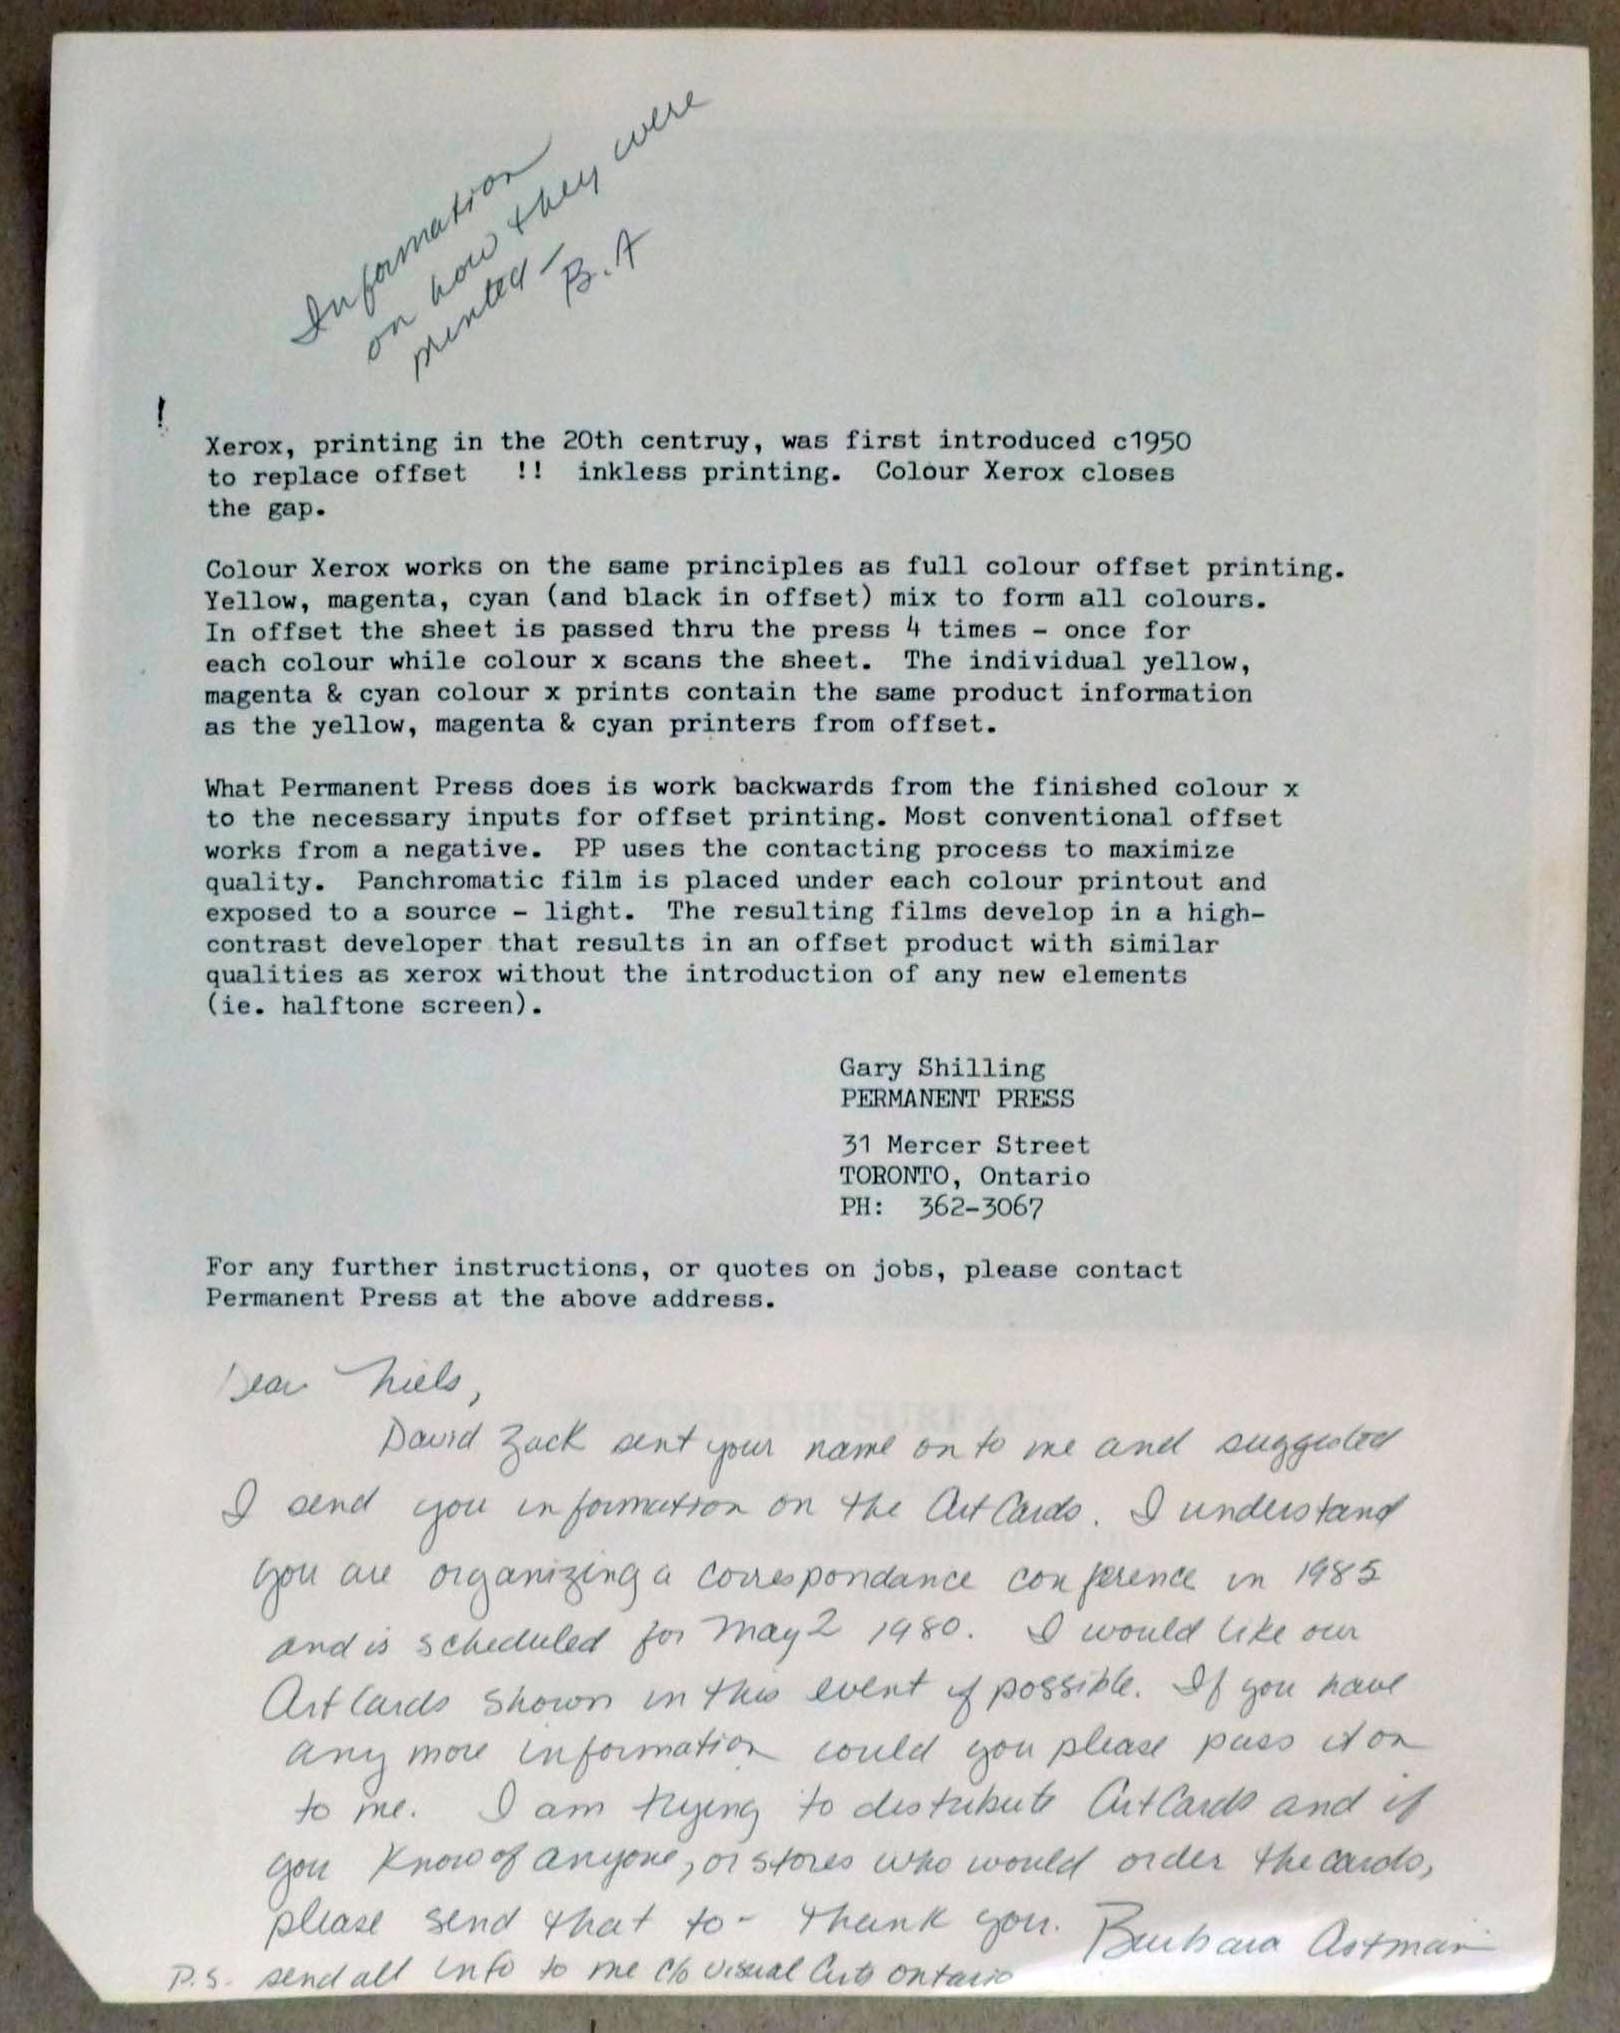 Information
on how they were
printed -
B.A
!
Xerox, printing in the 20th centruy, was first introduced c1950
to replace offset !! inkless printing. Colour Xerox closes
the gap.
Colour Xerox works on the same principles as full colour offset printing.
Yellow, magenta, cyan (and black in offset) mix to form all colours.
In offset the sheet is passed thru the press 4 times - once for
each colour while colour x scans the sheet. The individual yellow,
magenta & cyan colour x prints contain the same product information
as the yellow, magenta & cyan printers from offset.
What Permanent Press does is work backwards from the finished colour x
to the necessary inputs for offset printing. Most conventional offset
works from a negative. PP uses the contacting process to maximize
quality. Panchromatic film is placed under each colour printout and
exposed to a source - light. The resulting films develop in a high-
contrast developer that results in an offset product with similar
qualities as xerox without the introduction of any new elements
(ie. halftone screen).
Gary Shilling
PERMANENT PRESS
31 Mercer Street
TORONTO, Ontario
PH: 362-3067
For any further instructions, or quotes on jobs, please contact
Permanent Press at the above address.
Dear Niels,
David Zack sent your name on to me and suggested
I send you information on the Art Cards. I understand
you are organizing a correspondance conference in 1985
and is scheduled for May 2 1980. I would like our
Art Cards shown in this event if possible. If you have
any more information could you please pass it on
to me. I am trying to distribute Art Cards and if
you know of anyone, or stores who would order the cards,
please send that to - Thank you. Barbara Astman
P.S. send all info to me c/o Visual Arts Ontario